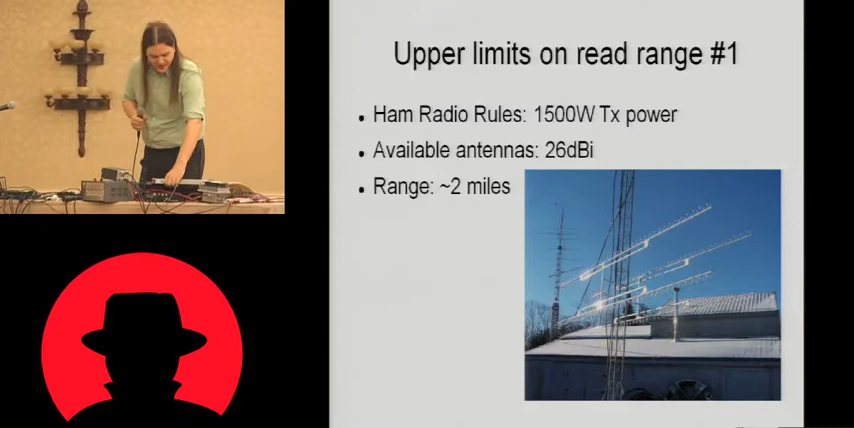 Upper limits on read range #1
Ham Radio Rules: 1500W Tx power
Available antennas: 26dBi
Range: ~2 miles